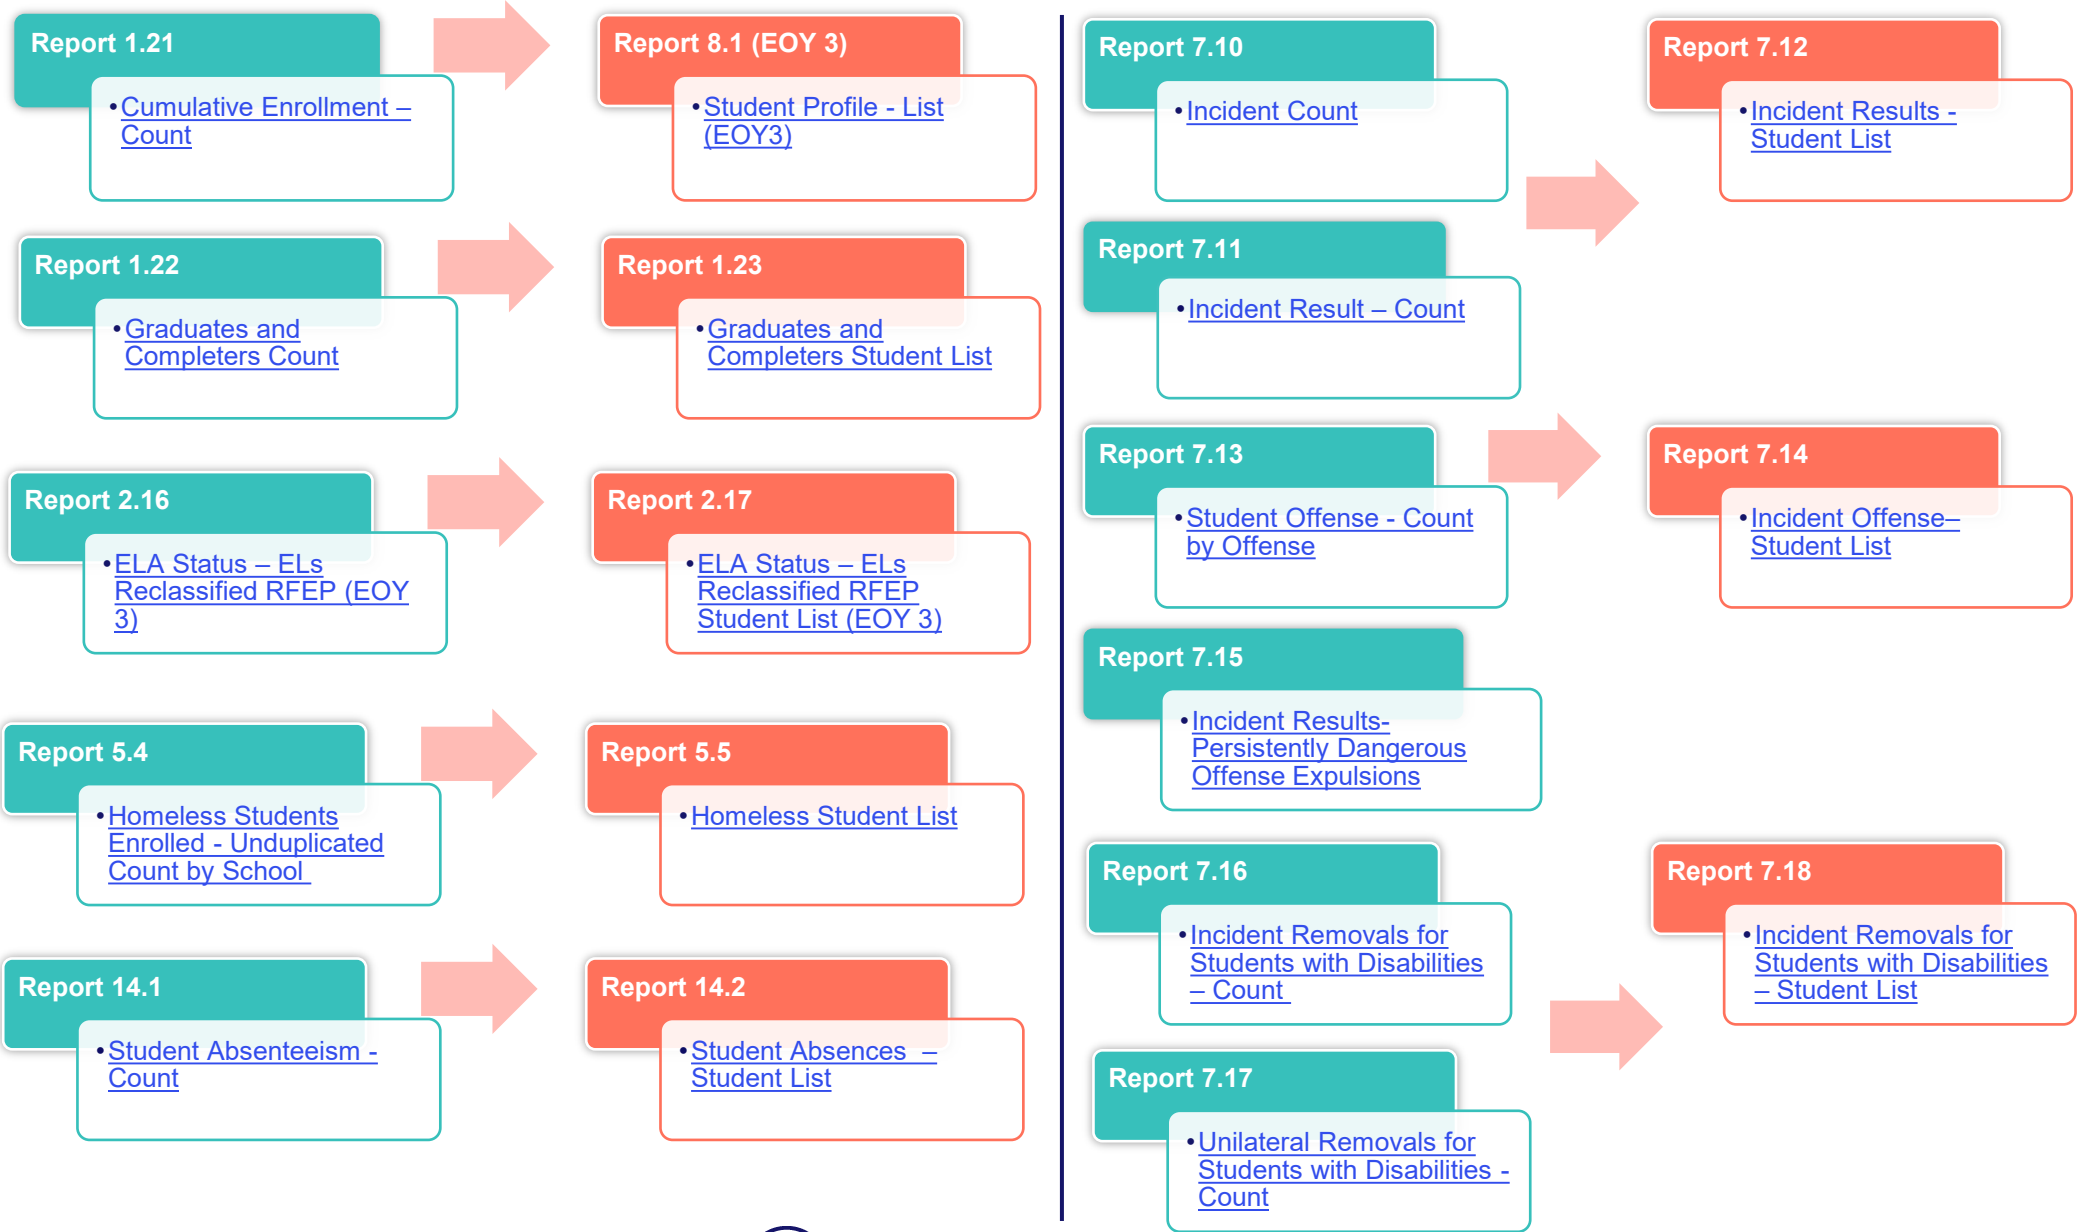 Report 1.21
•Cumulative Enrollment –
Count
Report 8.1 (EOY 3)
•Student Profile - List
(EOY3)
Report 1.22
•Graduates and
Completers Count
Report 1.23
•Graduates and
Completers Student List
Report 2.16
•ELA Status – ELs
Reclassified RFEP (EOY
3)
Report 2.17
•ELA Status – ELs
Reclassified RFEP
Student List (EOY 3)
Report 5.4
•Homeless Students
Enrolled - Unduplicated
Count by School
Report 5.5
•Homeless Student List
Report 14.1
•Student Absenteeism -
Count
Report 14.2
•Student Absences –
Student List
Report 7.10
•Incident Count
Report 7.12
•Incident Results -
Student List
Report 7.11
•Incident Result – Count
Report 7.13
•Student Offense - Count
by Offense
Report 7.14
•Incident Offense–
Student List
Report 7.15
•Incident Results-
Persistently Dangerous
Offense Expulsions
Report 7.16
•Incident Removals for
Students with Disabilities
– Count
Report 7.18
•Incident Removals for
Students with Disabilities
– Student List
Report 7.17
•Unilateral Removals for
Students with Disabilities -
Count